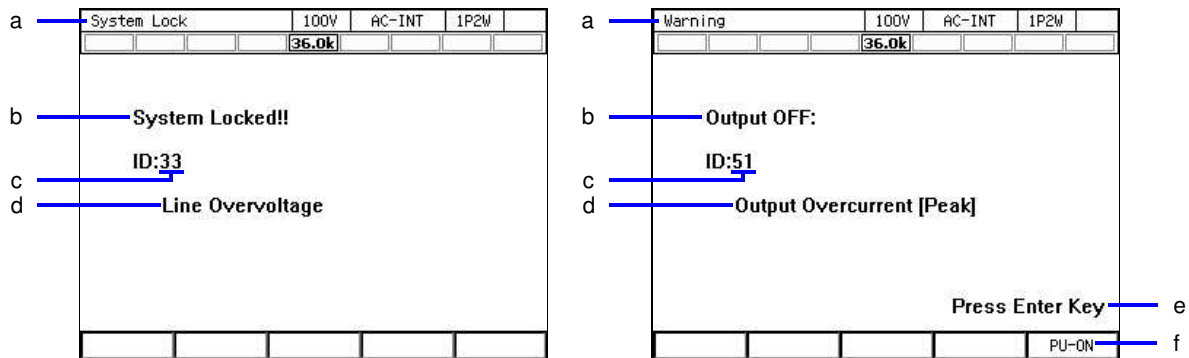 a System Lock 100V AC-INT 1P2W
36.0k
b System Locked!!
ID:33
c
d Line Overvoltage
a Warning 100V AC-INT 1P2W
36.0k
b Output OFF:
ID:51
c
d Output Overcurrent [Peak]
Press Enter Key e
PU-ON f